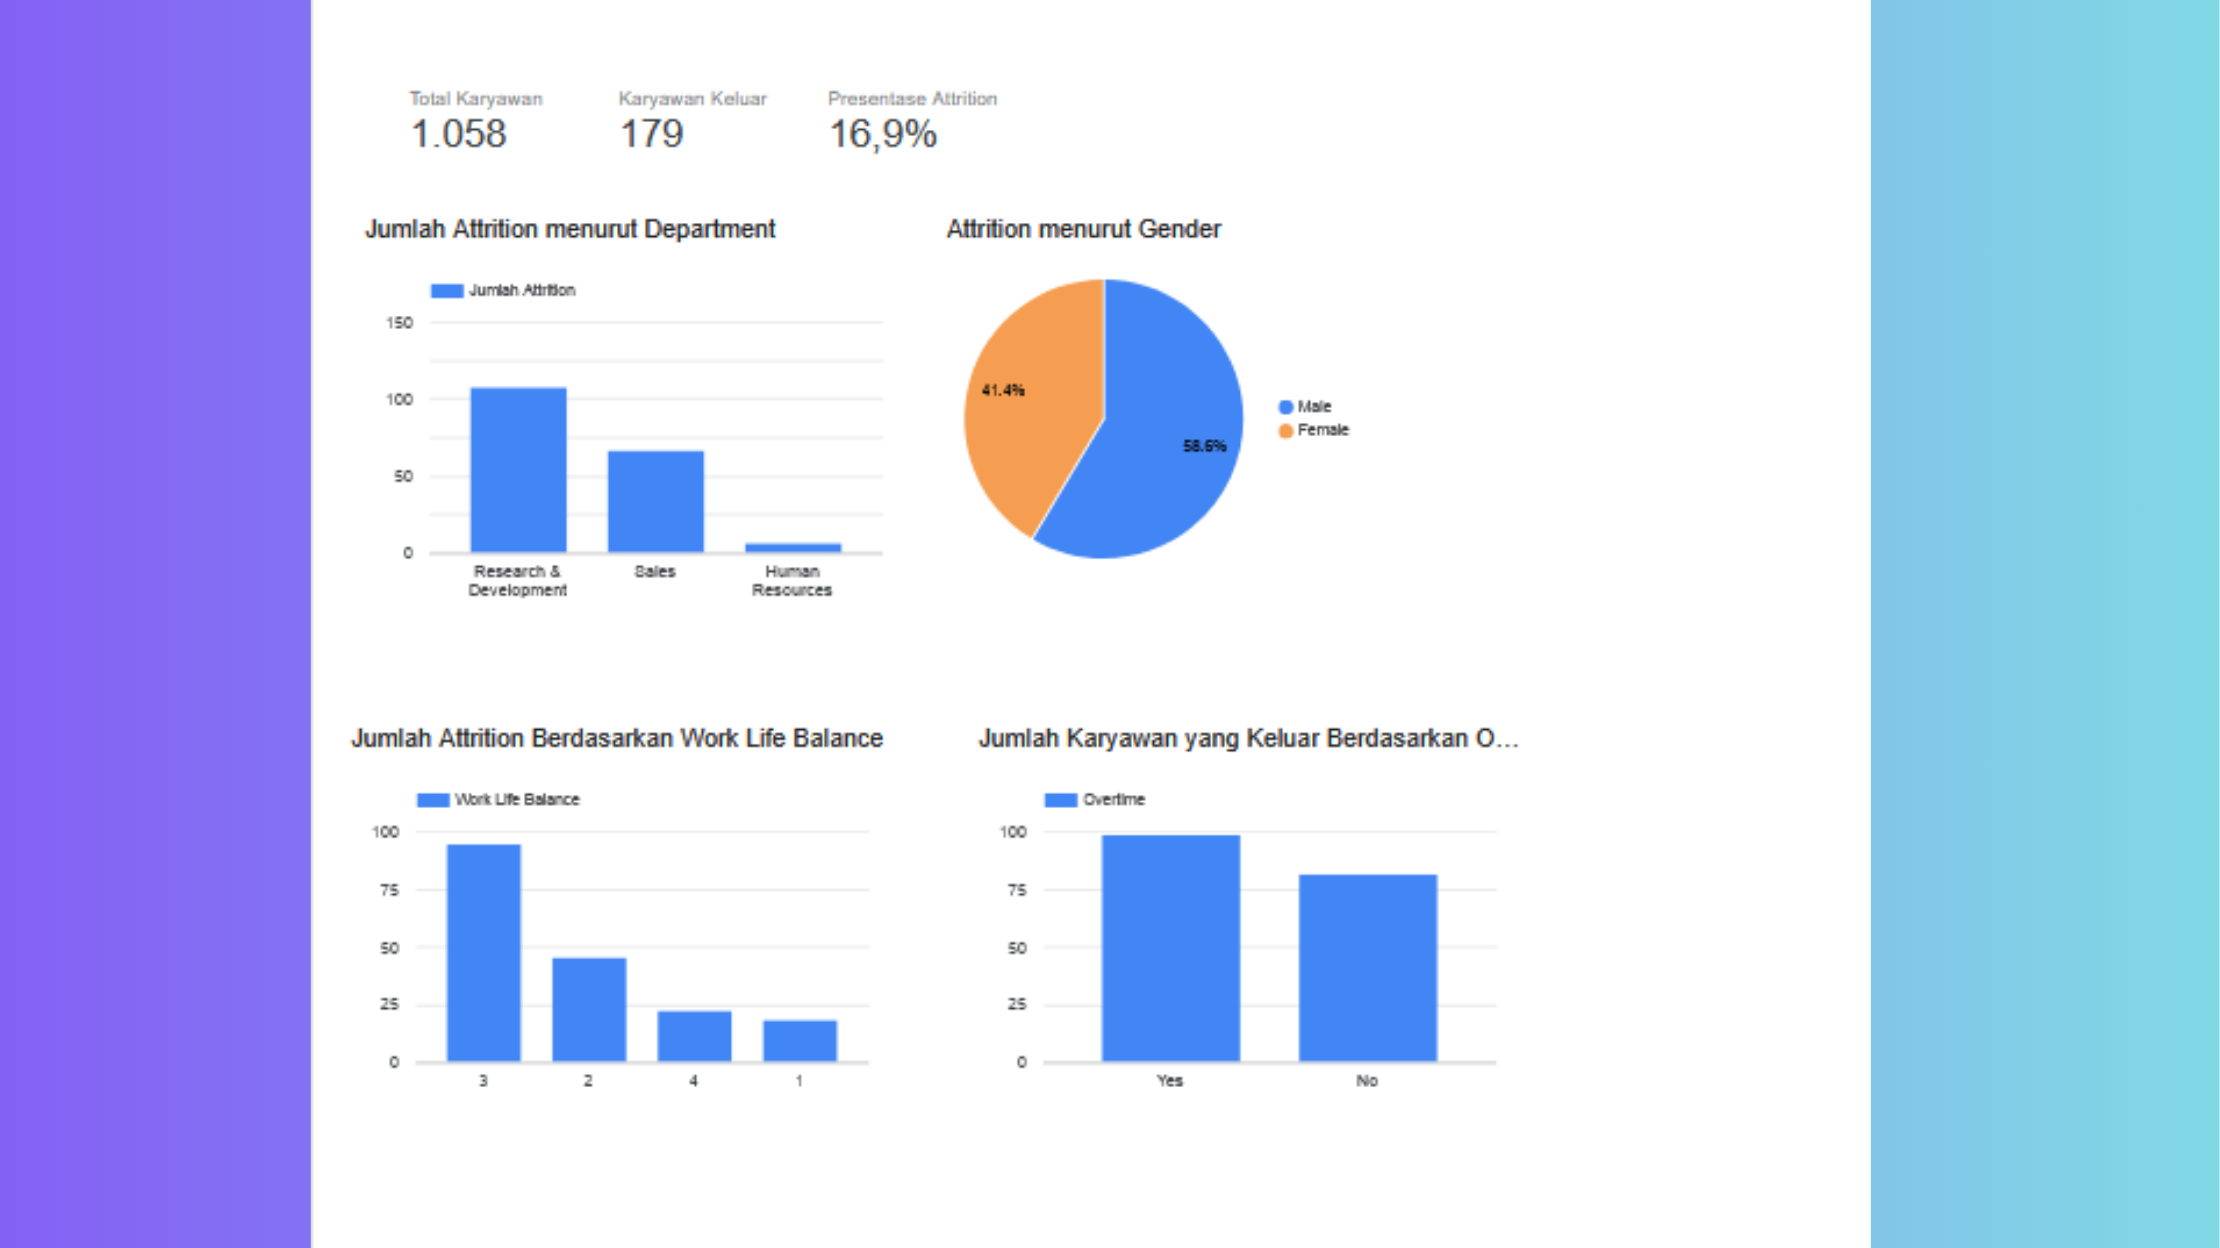 Total Karyawan
1.058
Karyawan Keluar
179
Presentase Attrition
16,9%
Jumlah Attrition menurut Department
Jumlah Attrition
150
100
50
0
Research &
Development
Sales
Human
Resources
Attrition menurut Gender
41.4%
58.6%
Male
Female
Jumlah Attrition Berdasarkan Work Life Balance
Work Life Balance
100
75
50
25
0
3
2
4
1
Jumlah Karyawan yang Keluar Berdasarkan O...
Overtime
100
75
50
25
0
Yes
No